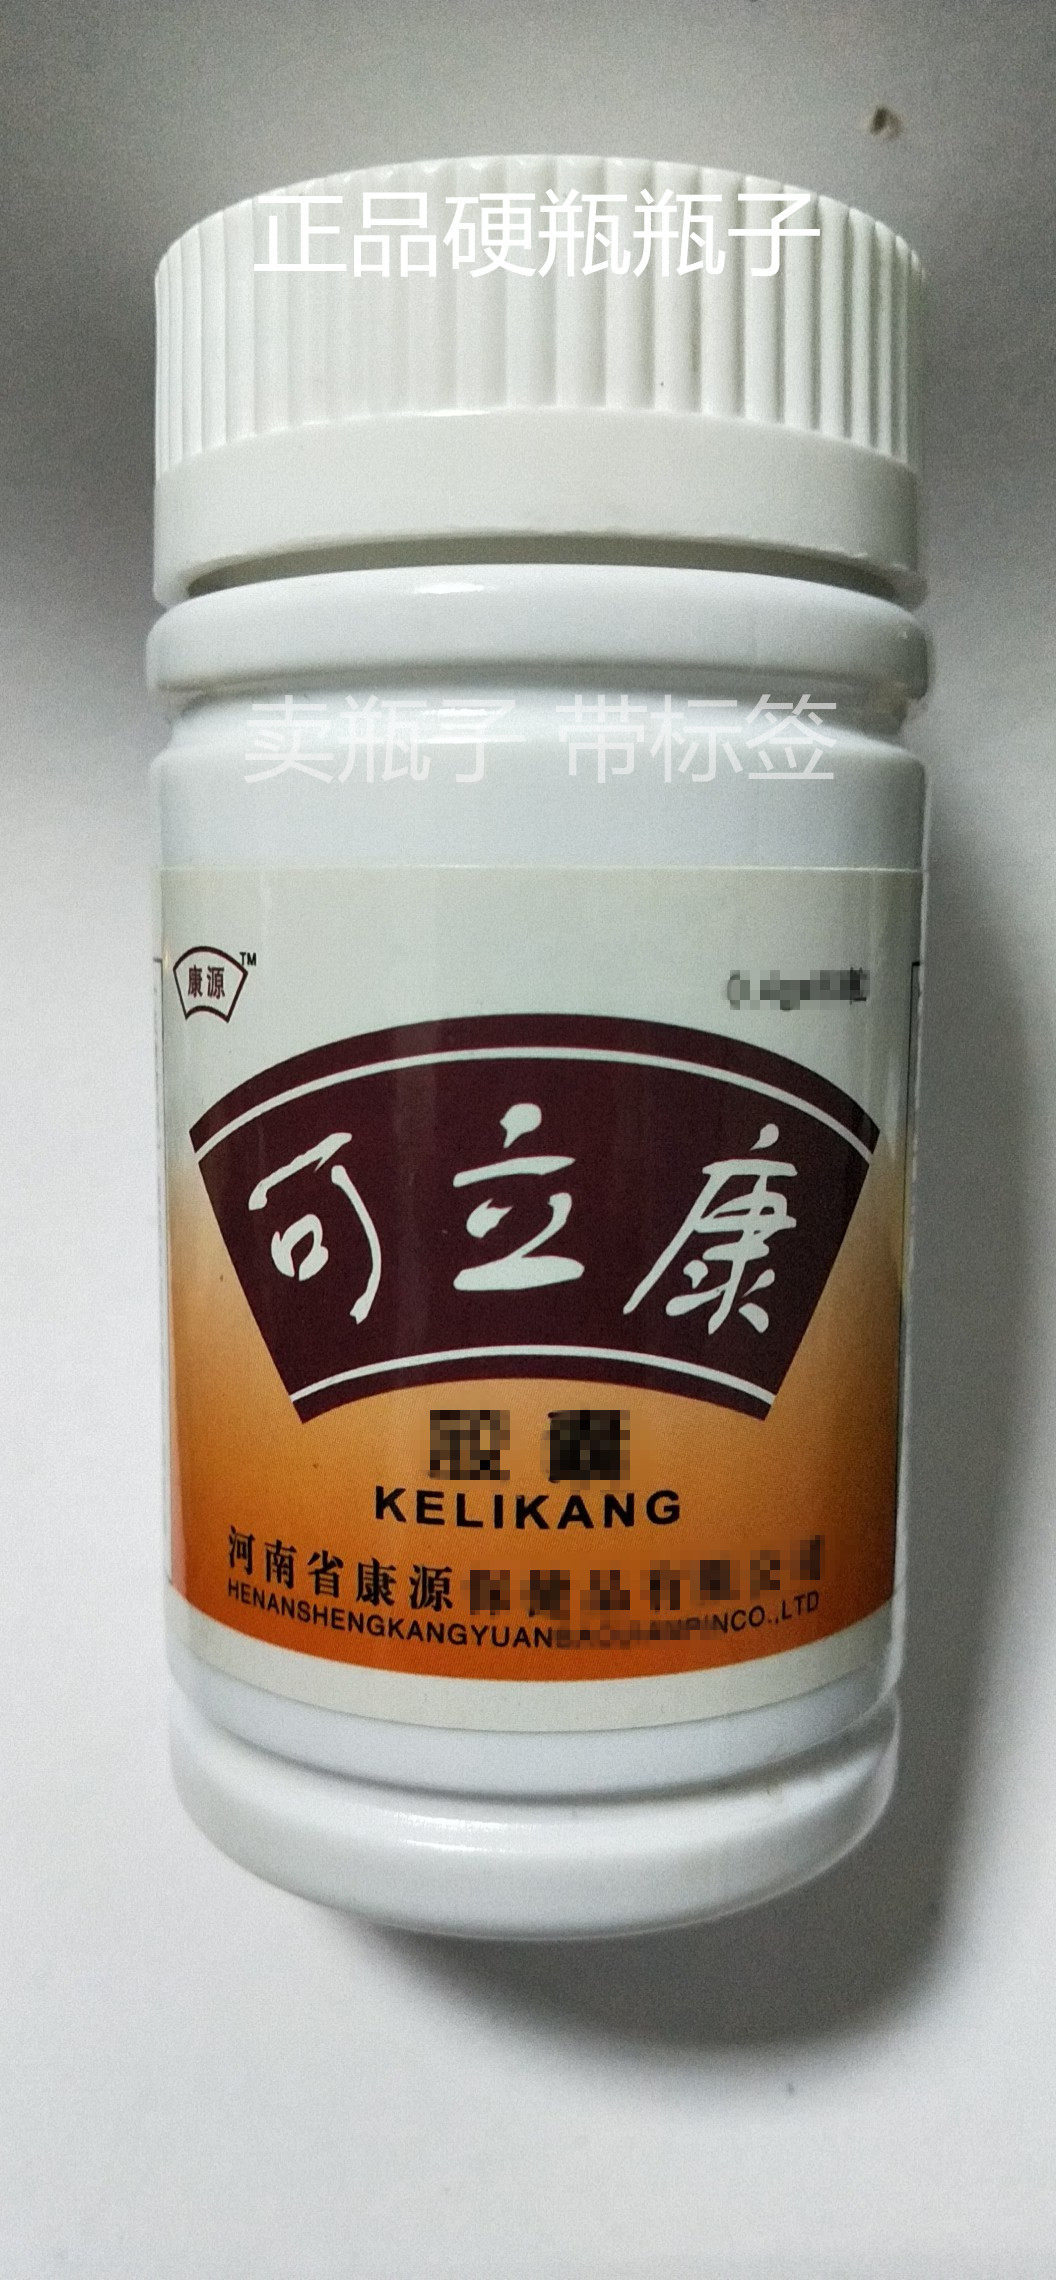 正品硬瓶瓶子
卖瓶子 带标签
康源 TM
可立康
KELIKANG
河南省康源
HENANSHENGKANGYUAN CO.,LTD